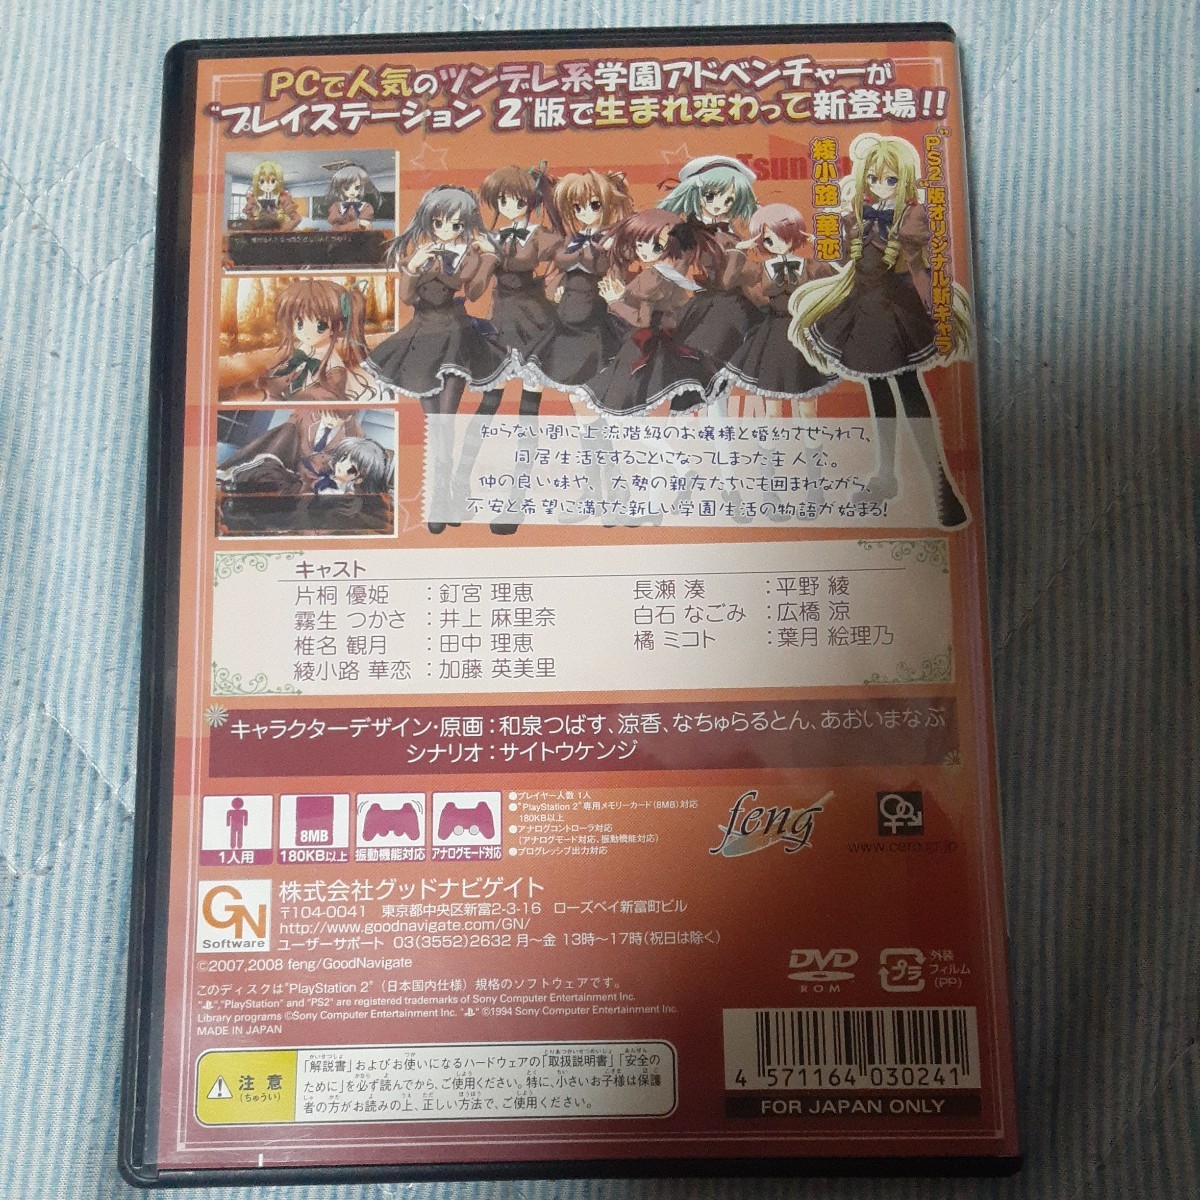 PCで人気のツンデレ系学園アドベンチャーが
"プレイステーション 2"版で生まれ変わって新登場!!
"PS2"版オリジナル新キャラ
綾小路 華恋
知らない間に上流階級のお嬢様と婚約させられて、
同居生活をすることになってしまった主人公。
仲の良い妹や、大勢の親友たちにも囲まれながら、
不安と希望に満ちた新しい学園生活の物語が始まる!
キャスト
片桐 優姫 :釘宮 理恵
霧生 つかさ :井上 麻里奈
椎名 観月 :田中 理恵
綾小路 華恋 :加藤 英美里
長瀬 湊 :平野 綾
白石 なごみ :広橋 涼
橘 ミコト :葉月 絵理乃
キャラクターデザイン・原画:和泉つばす、涼香、なちゅらるとん、あおいまなぶ
シナリオ:サイトウケンジ
1人用
8MB
180KB以上
振動機能対応
アナログモード対応
●プレイヤー人数 1人
●"PlayStation 2"専用メモリーカード(8MB)対応
180KB以上
●アナログコントローラ対応
(アナログモード対応、振動機能対応)
●プログレッシブ出力対応
feng
www.cero.gr.jp
GN
Software
株式会社グッドナビゲイト
〒104-0041 東京都中央区新富2-3-16 ローズベイ新富町ビル
http://www.goodnavigate.com/GN/
ユーザーサポート 03(3552)2632 月〜金 13時〜17時(祝日は除く)
©2007,2008 feng/GoodNavigate
このディスクは"PlayStation 2"(日本国内仕様)規格のソフトウェアです。
" ","PlayStation" and "PS2" are registered trademarks of Sony Computer Entertainment Inc.
Library programs ©Sony Computer Entertainment Inc. " " ©1994 Sony Computer Entertainment Inc.
MADE IN JAPAN
DVD
ROM
プラ
外装
フィルム
(PP)
注意
(ちゅうい)
「解説書」およびお使いになるハードウェアの「取扱説明書」「安全の
ために」を必ず読んでから、ご使用ください。特に、小さいお子様は保護
者の方がお読みの上、正しい方法で、ご使用ください。
4 571164 030241
FOR JAPAN ONLY